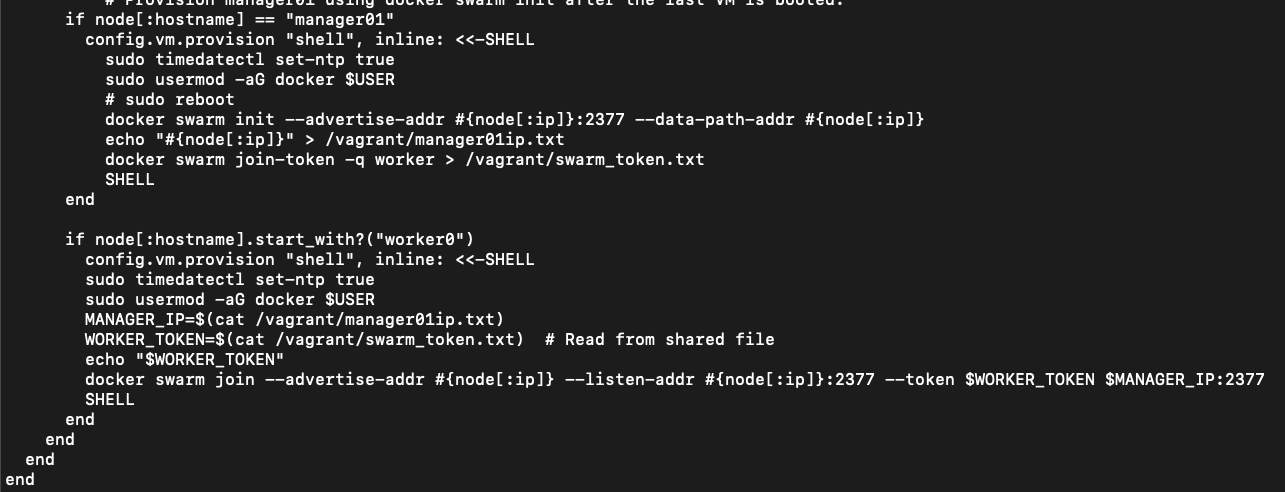 # Provision manager01 using docker swarm init after the last VM is booted.
if node[:hostname] == "manager01"
config.vm.provision "shell", inline: <<-SHELL
sudo timedatectl set-ntp true
sudo usermod -aG docker $USER
# sudo reboot
docker swarm init --advertise-addr #{node[:ip]}:2377 --data-path-addr #{node[:ip]}
echo "#{node[:ip]}" > /vagrant/manager01ip.txt
docker swarm join-token -q worker > /vagrant/swarm_token.txt
SHELL
end
if node[:hostname].start_with?("worker0")
config.vm.provision "shell", inline: <<-SHELL
sudo timedatectl set-ntp true
sudo usermod -aG docker $USER
MANAGER_IP=$(cat /vagrant/manager01ip.txt)
WORKER_TOKEN=$(cat /vagrant/swarm_token.txt)  # Read from shared file
echo "$WORKER_TOKEN"
docker swarm join --advertise-addr #{node[:ip]} --listen-addr #{node[:ip]}:2377 --token $WORKER_TOKEN $MANAGER_IP:2377
SHELL
end
end
end
end